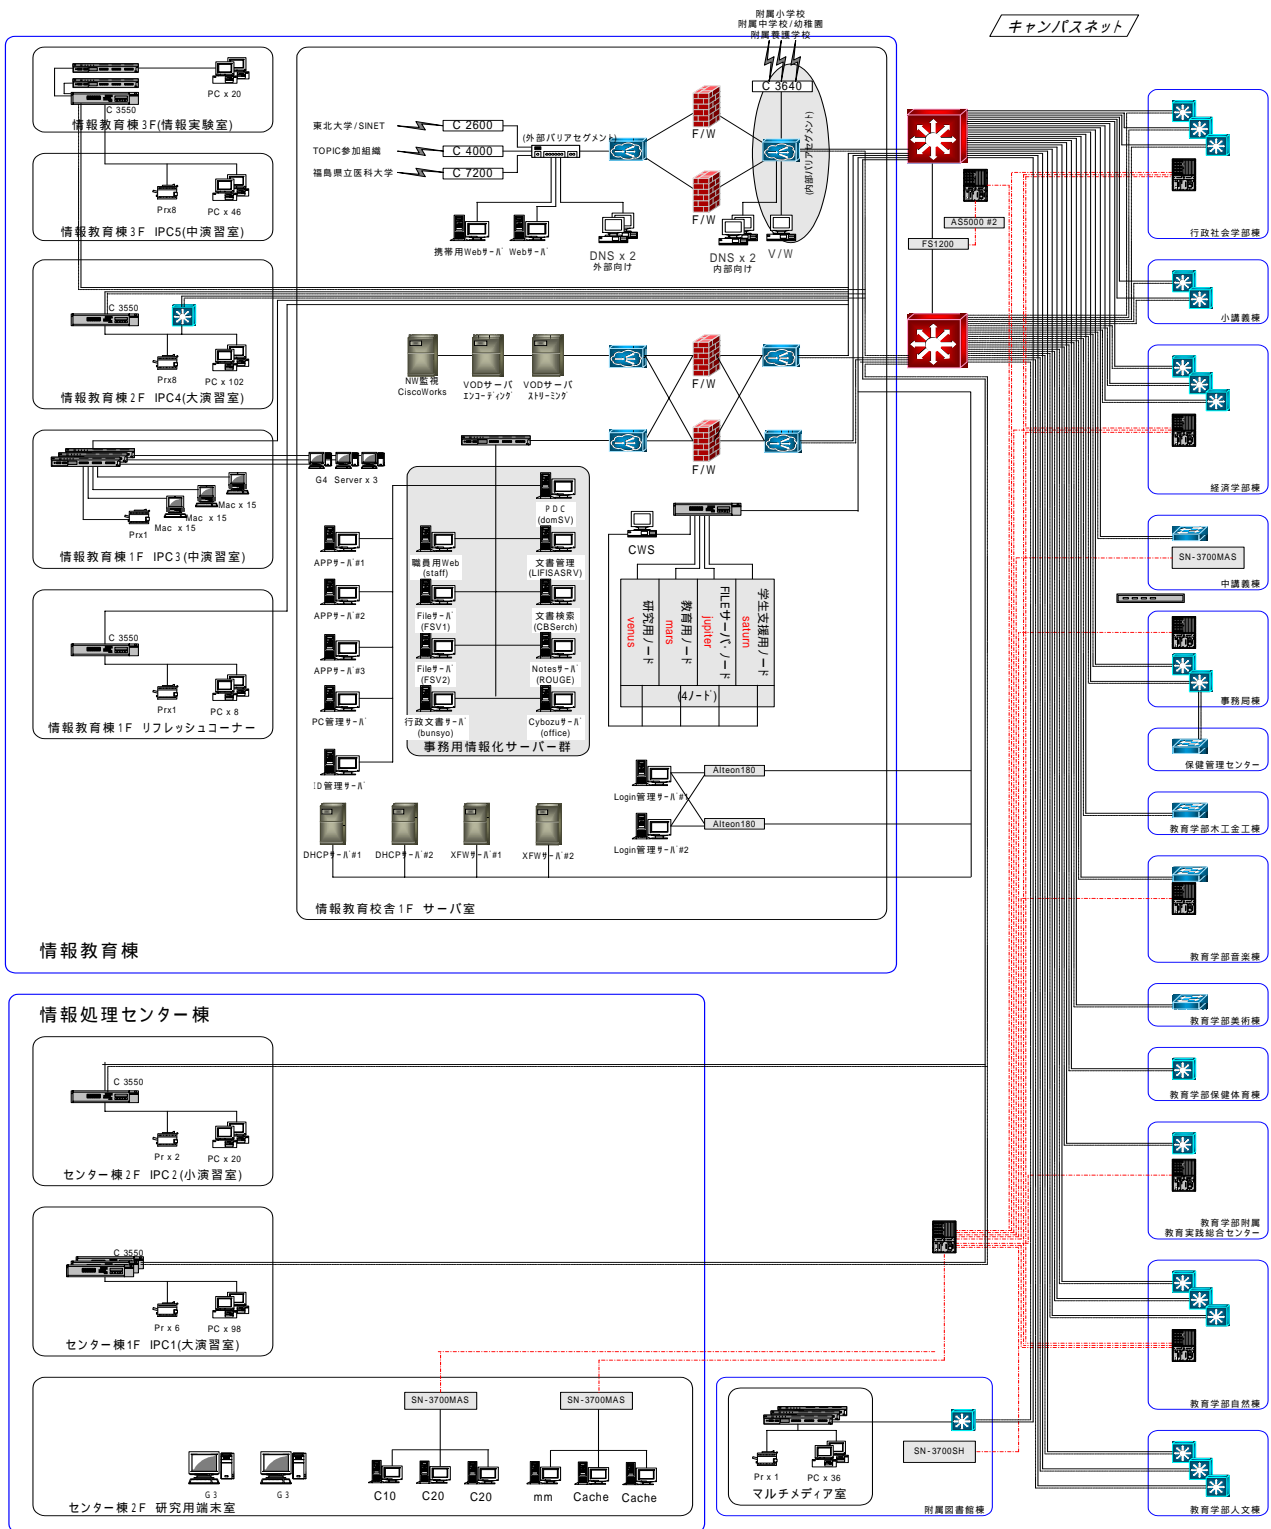 キャンパスネット
附属小学校
附属中学校/幼稚園
附属養護学校
C 3640
PC x 20
C 3550
情報教育棟3F(情報実験室)
Prx8
PC x 46
情報教育棟3F IPC5(中演習室)
C 3550
Prx8
PC x 102
情報教育棟2F IPC4(大演習室)
Mac x 15
Mac x 15
Mac x 15
Prx1
情報教育棟1F IPC3(中演習室)
C 3550
Prx1
PC x 8
情報教育棟1F リフレッシュコーナー
東北大学/SINET
C 2600
(外部バリアセグメント)
TOPIC参加組織
C 4000
福島県立医科大学
C 7200
F/W
F/W
(内部バリアセグメント)
携帯用Webサーバ
Webサーバ
DNS x 2
外部向け
DNS x 2
内部向け
V/W
NW監視
CiscoWorks
VODサーバ
エンコーディング
VODサーバ
ストリーミング
F/W
F/W
G4 Server x 3
PDC
(domSV)
APPサーバ#1
職員用Web
(staff)
文書管理
(LIFISASRV)
APPサーバ#2
Fileサーバ
(FSV1)
文書検索
(CBSerch)
APPサーバ#3
Fileサーバ
(FSV2)
Notesサーバ
(ROUGE)
PC管理サーバ
行政文書サーバ
(bunsyo)
Cybozuサーバ
(office)
事務用情報化サーバー群
ID管理サーバ
CWS
研究用ノード
venus
教育用ノード
mars
FILEサーバ・ノード
jupiter
学生支援用ノード
saturn
(4ノード)
Login管理サーバ#1
Alteon180
Login管理サーバ#2
Alteon180
DHCPサーバ#1
DHCPサーバ#2
XFWサーバ#1
XFWサーバ#2
情報教育校舎1F サーバ室
情報教育棟
AS5000 #2
FS1200
行政社会学部棟
小講義棟
経済学部棟
SN-3700MAS
中講義棟
事務局棟
保健管理センター
教育学部木工金工棟
教育学部音楽棟
教育学部美術棟
教育学部保健体育棟
教育学部附属
教育実践総合センター
教育学部自然棟
教育学部人文棟
情報処理センター棟
C 3550
Pr x 2
PC x 20
センター棟2F IPC2(小演習室)
C 3550
Pr x 6
PC x 98
センター棟1F IPC1(大演習室)
SN-3700MAS
SN-3700MAS
G3
G3
C10
C20
C20
mm
Cache
Cache
センター棟2F 研究用端末室
Pr x 1
PC x 36
マルチメディア室
SN-3700SH
附属図書館棟